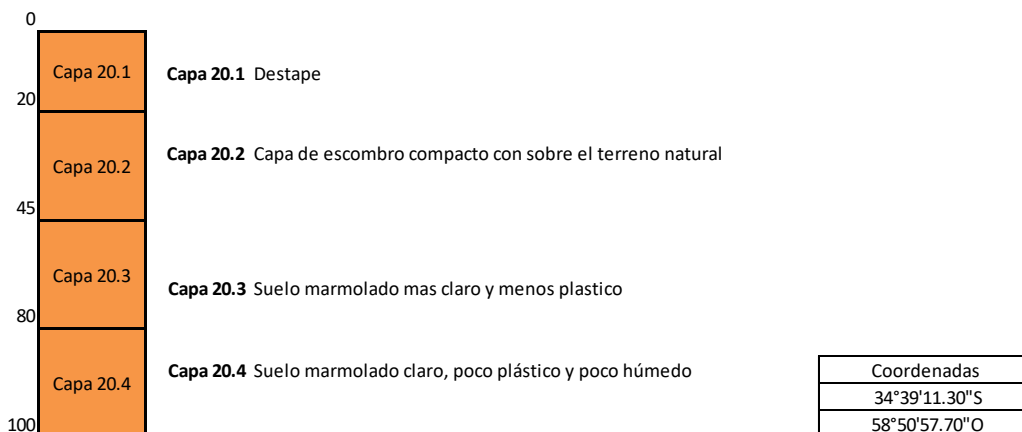 0
Capa 20.1
Capa 20.1 Destape
20
Capa 20.2
Capa 20.2 Capa de escombro compacto con sobre el terreno natural
45
Capa 20.3
Capa 20.3 Suelo marmolado mas claro y menos plastico
80
Capa 20.4
Capa 20.4 Suelo marmolado claro, poco plástico y poco húmedo
100
Coordenadas
34°39'11.30"S
58°50'57.70"O